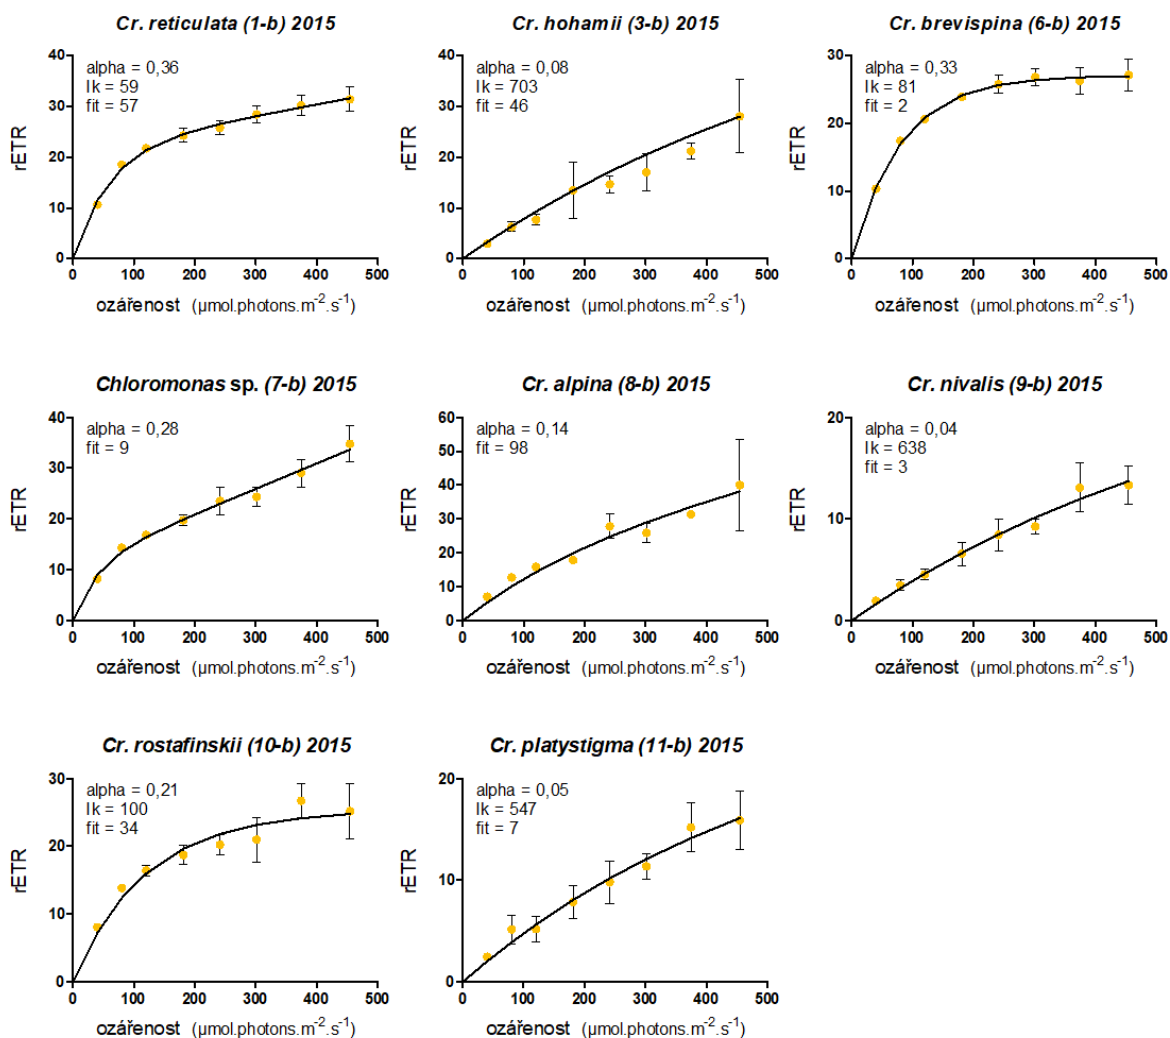 Cr. reticulata (1-b) 2015
alpha = 0,36
Ik = 59
fit = 57
rETR
40
30
20
10
0
0 100 200 300 400 500
ozářenost (µmol.photons.m⁻².s⁻¹)
Cr. hohamii (3-b) 2015
alpha = 0,08
Ik = 703
fit = 46
rETR
40
30
20
10
0
0 100 200 300 400 500
ozářenost (µmol.photons.m⁻².s⁻¹)
Cr. brevispina (6-b) 2015
alpha = 0,33
Ik = 81
fit = 2
rETR
30
20
10
0
0 100 200 300 400 500
ozářenost (µmol.photons.m⁻².s⁻¹)
Chloromonas sp. (7-b) 2015
alpha = 0,28
fit = 9
rETR
40
30
20
10
0
0 100 200 300 400 500
ozářenost (µmol.photons.m⁻².s⁻¹)
Cr. alpina (8-b) 2015
alpha = 0,14
fit = 98
rETR
60
50
40
30
20
10
0
0 100 200 300 400 500
ozářenost (µmol.photons.m⁻².s⁻¹)
Cr. nivalis (9-b) 2015
alpha = 0,04
Ik = 638
fit = 3
rETR
20
10
0
0 100 200 300 400 500
ozářenost (µmol.photons.m⁻².s⁻¹)
Cr. rostafinskii (10-b) 2015
alpha = 0,21
Ik = 100
fit = 34
rETR
30
20
10
0
0 100 200 300 400 500
ozářenost (µmol.photons.m⁻².s⁻¹)
Cr. platystigma (11-b) 2015
alpha = 0,05
Ik = 547
fit = 7
rETR
20
10
0
0 100 200 300 400 500
ozářenost (µmol.photons.m⁻².s⁻¹)